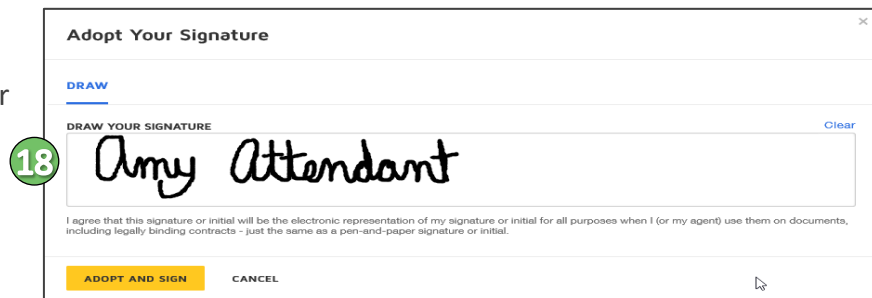 Adopt Your Signature
×
r
DRAW
DRAW YOUR SIGNATURE Clear
18 Amy Attendant
I agree that this signature or initial will be the electronic representation of my signature or initial for all purposes when I (or my agent) use them on documents,
including legally binding contracts - just the same as a pen-and-paper signature or initial.
ADOPT AND SIGN CANCEL